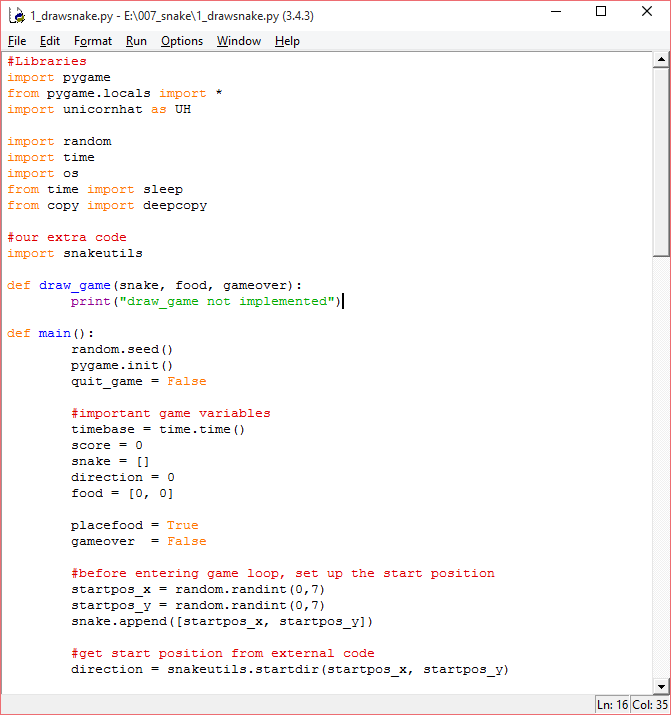 1_drawsnake.py - E:\007_snake\1_drawsnake.py (3.4.3)
File Edit Format Run Options Window Help
#Libraries
import pygame
from pygame.locals import *
import unicornhat as UH

import random
import time
import os
from time import sleep
from copy import deepcopy

#our extra code
import snakeutils

def draw_game(snake, food, gameover):
        print("draw_game not implemented")

def main():
        random.seed()
        pygame.init()
        quit_game = False

        #important game variables
        timebase = time.time()
        score = 0
        snake = []
        direction = 0
        food = [0, 0]

        placefood = True
        gameover  = False

        #before entering game loop, set up the start position
        startpos_x = random.randint(0,7)
        startpos_y = random.randint(0,7)
        snake.append([startpos_x, startpos_y])

        #get start position from external code
        direction = snakeutils.startdir(startpos_x, startpos_y)
Ln: 16 Col: 35